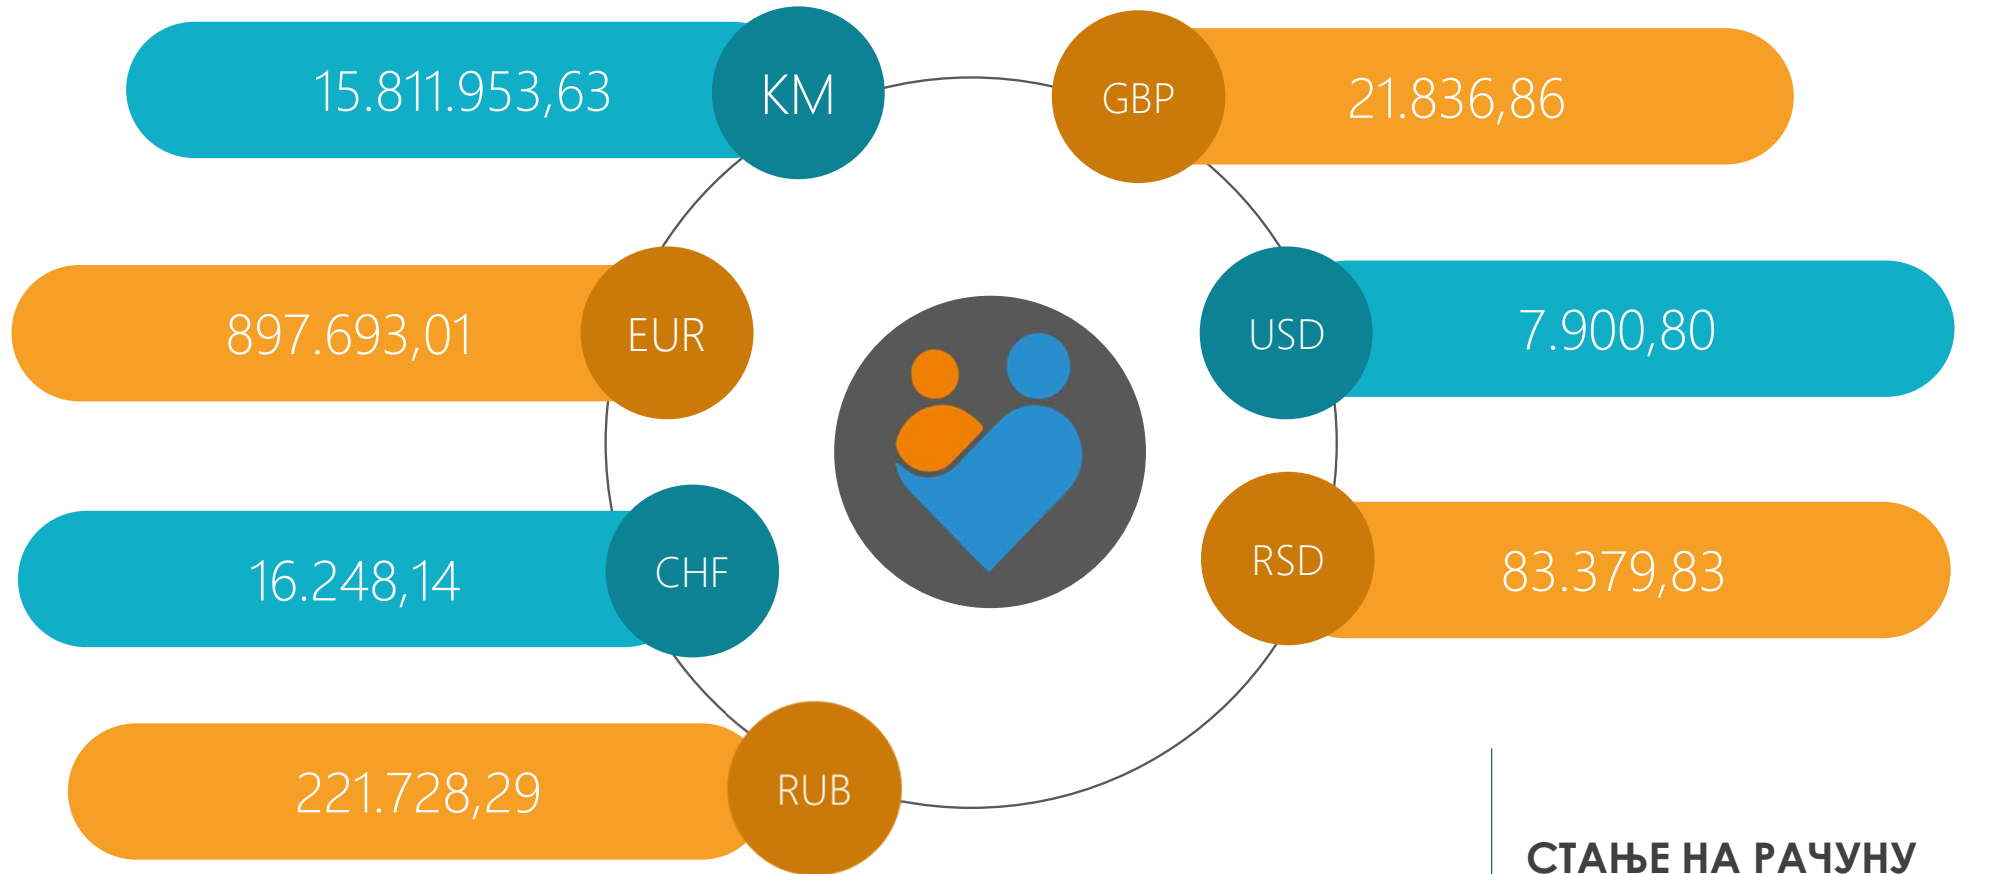 15.811.953,63
KM
GBP
21.836,86
897.693,01
EUR
USD
7.900,80
16.248,14
CHF
RSD
83.379,83
221.728,29
RUB
СТАЊЕ НА РАЧУНУ